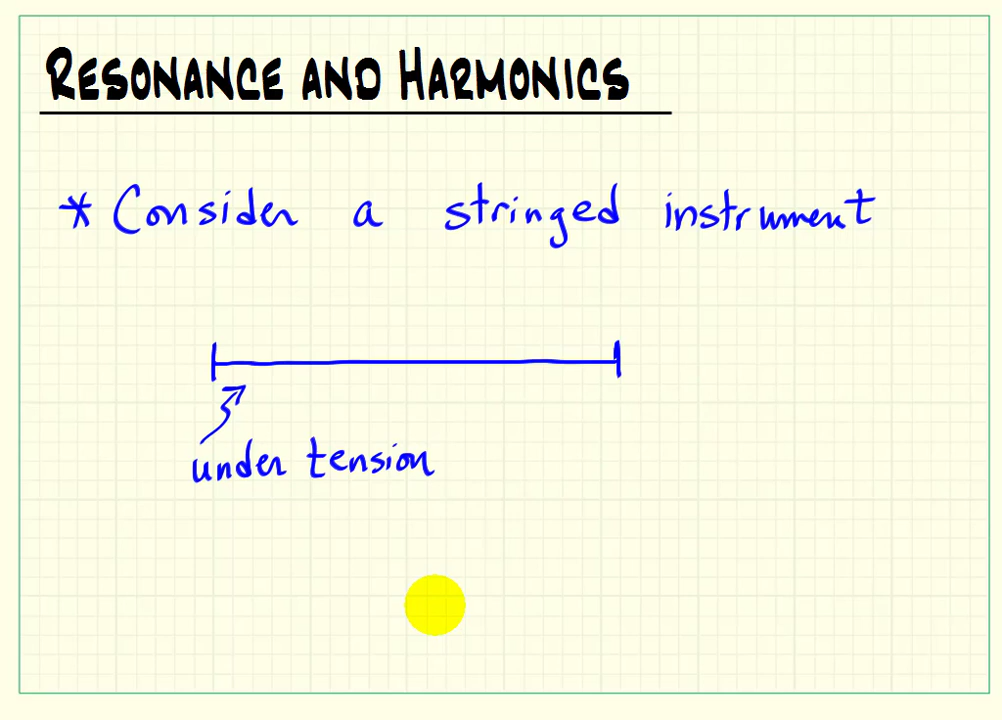 RESONANCE AND HARMONICS
* Consider a stringed instrument
under tension